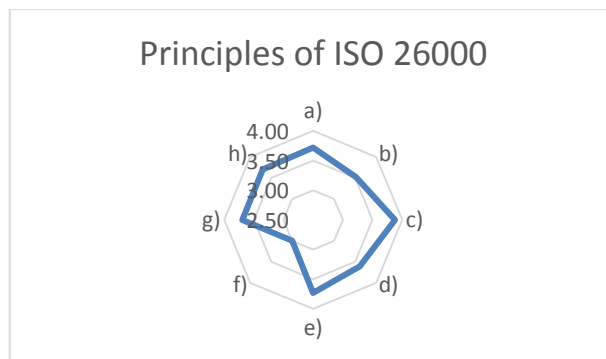 Principles of ISO 26000
a)
4.00
h)
b)
3.50
3.00
g)
2.50
c)
f)
d)
e)